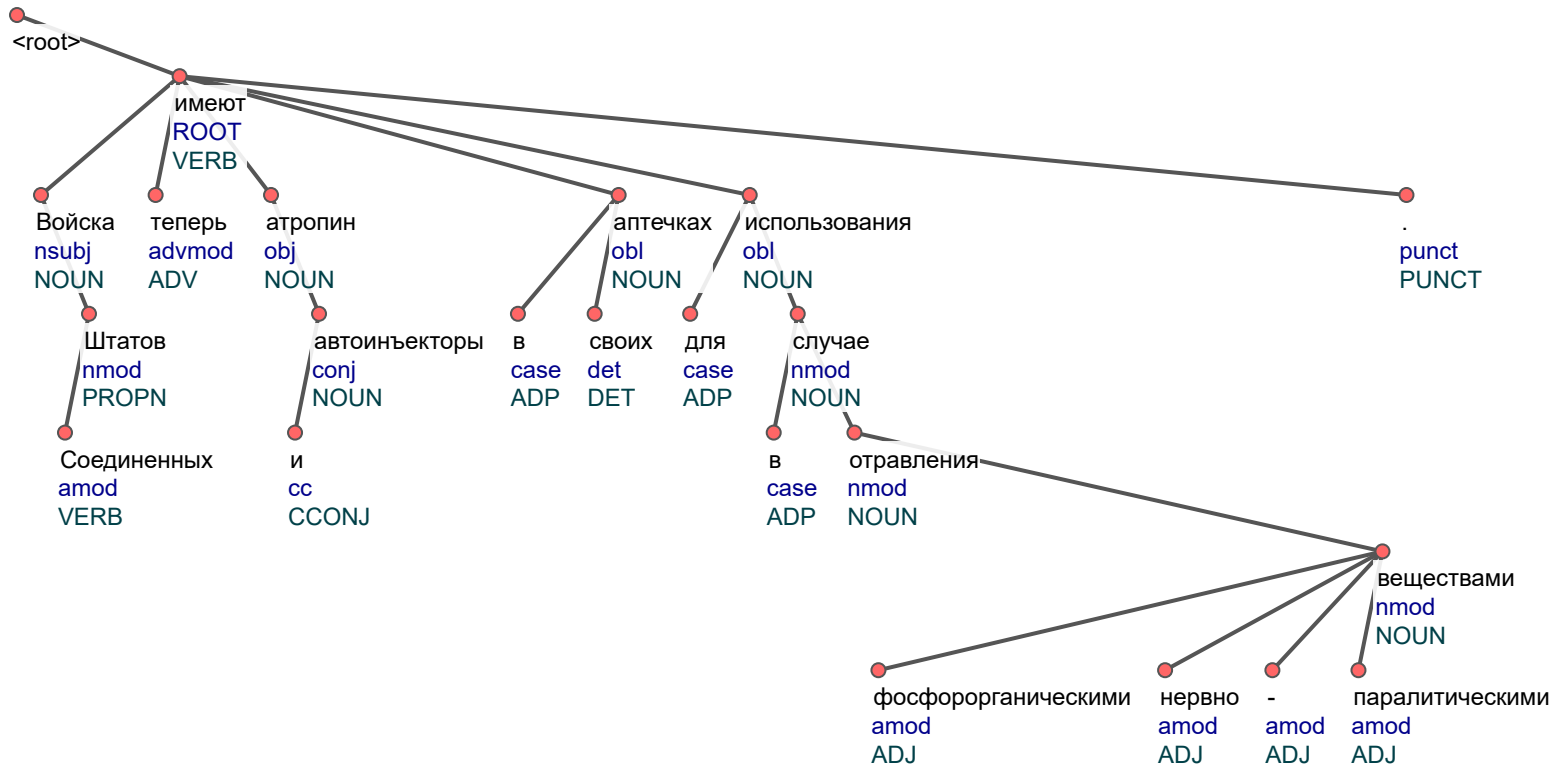 <root>
имеют
ROOT
VERB
Войска теперь атропин аптечках использования .
nsubj advmod obj obl obl punct
NOUN ADV NOUN NOUN NOUN PUNCT
Штатов автоинъекторы в своих для случае
nmod conj case det case nmod
PROPN NOUN ADP DET ADP NOUN
Соединенных и в отравления
amod cc case nmod
VERB CCONJ ADP NOUN
веществами
nmod
NOUN
фосфорорганическими нервно - паралитическими
amod amod amod amod
ADJ ADJ ADJ ADJ